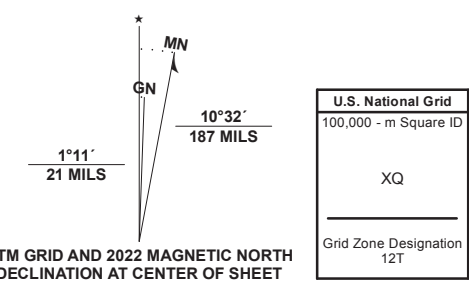 ★
MN
GN
10°32´
187 MILS
1°11´
21 MILS
TM GRID AND 2022 MAGNETIC NORTH
DECLINATION AT CENTER OF SHEET
U.S. National Grid
100,000 - m Square ID
XQ
Grid Zone Designation
12T